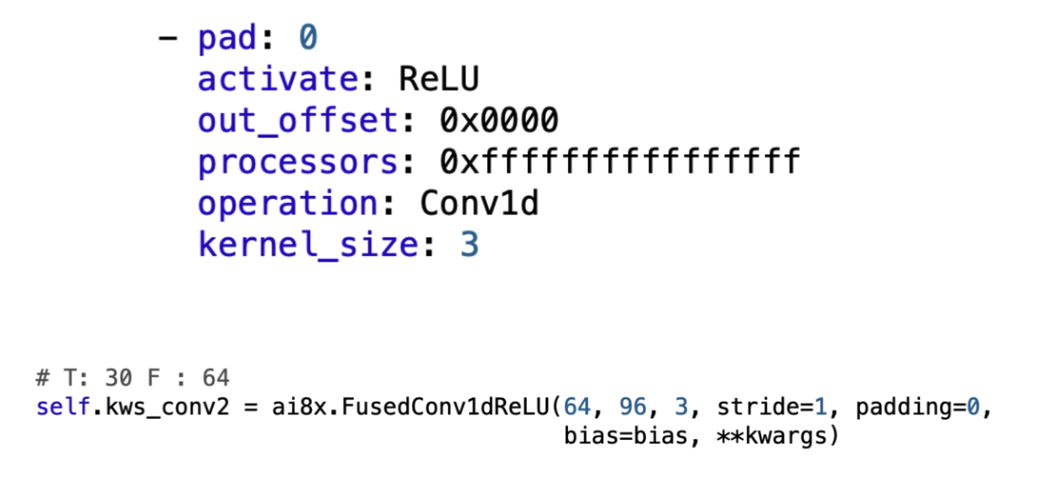 - pad: 0
activate: ReLU
out_offset: 0x0000
processors: 0xffffffffffffffff
operation: Conv1d
kernel_size: 3
# T: 30 F : 64
self.kws_conv2 = ai8x.FusedConv1dReLU(64, 96, 3, stride=1, padding=0,
bias=bias, **kwargs)